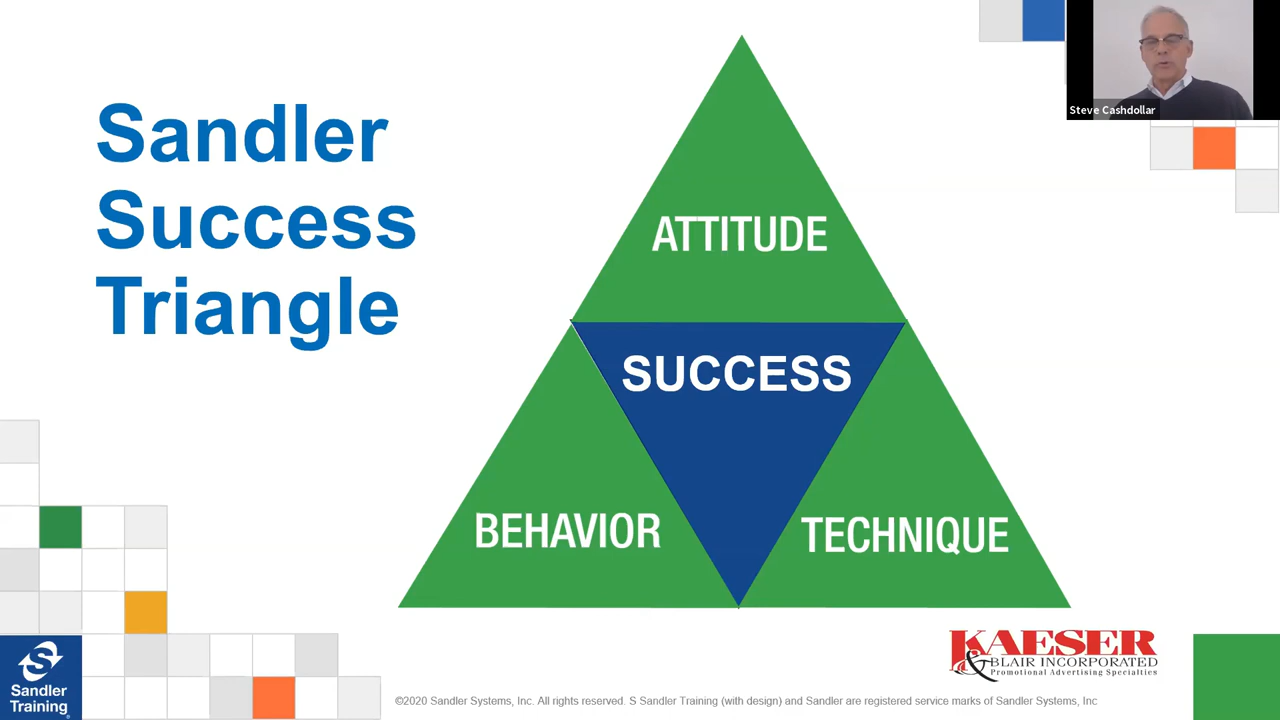 Steve Cashdollar
Sandler
Success
Triangle
ATTITUDE
SUCCESS
BEHAVIOR
TECHNIQUE
KAESER
& BLAIR INCORPORATED
Promotional Advertising Specialties
S
Sandler
Training®
©2020 Sandler Systems, Inc. All rights reserved. S Sandler Training (with design) and Sandler are registered service marks of Sandler Systems, Inc